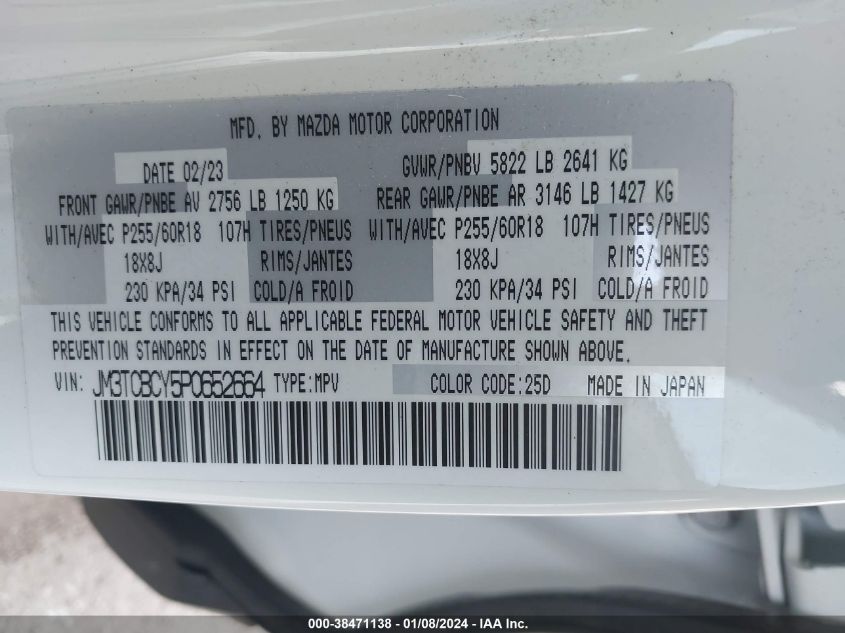 MFD. BY MAZDA MOTOR CORPORATION
DATE 02/23 GVWR/PNBV 5822 LB 2641 KG
FRONT GAWR/PNBE AV 2756 LB 1250 KG REAR GAWR/PNBE AR 3146 LB 1427 KG
WITH/AVEC P255/60R18 107H TIRES/PNEUS WITH/AVEC P255/60R18 107H TIRES/PNEUS
18X8J RIMS/JANTES 18X8J RIMS/JANTES
230 KPA/34 PSI COLD/A FROID 230 KPA/34 PSI COLD/A FROID
THIS VEHICLE CONFORMS TO ALL APPLICABLE FEDERAL MOTOR VEHICLE SAFETY AND THEFT
PREVENTION STANDARDS IN EFFECT ON THE DATE OF MANUFACTURE SHOWN ABOVE.
VIN: JM3TCBCY5P0652664 TYPE:MPV COLOR CODE:25D MADE IN JAPAN
000-38471138 - 01/08/2024 - IAA Inc.